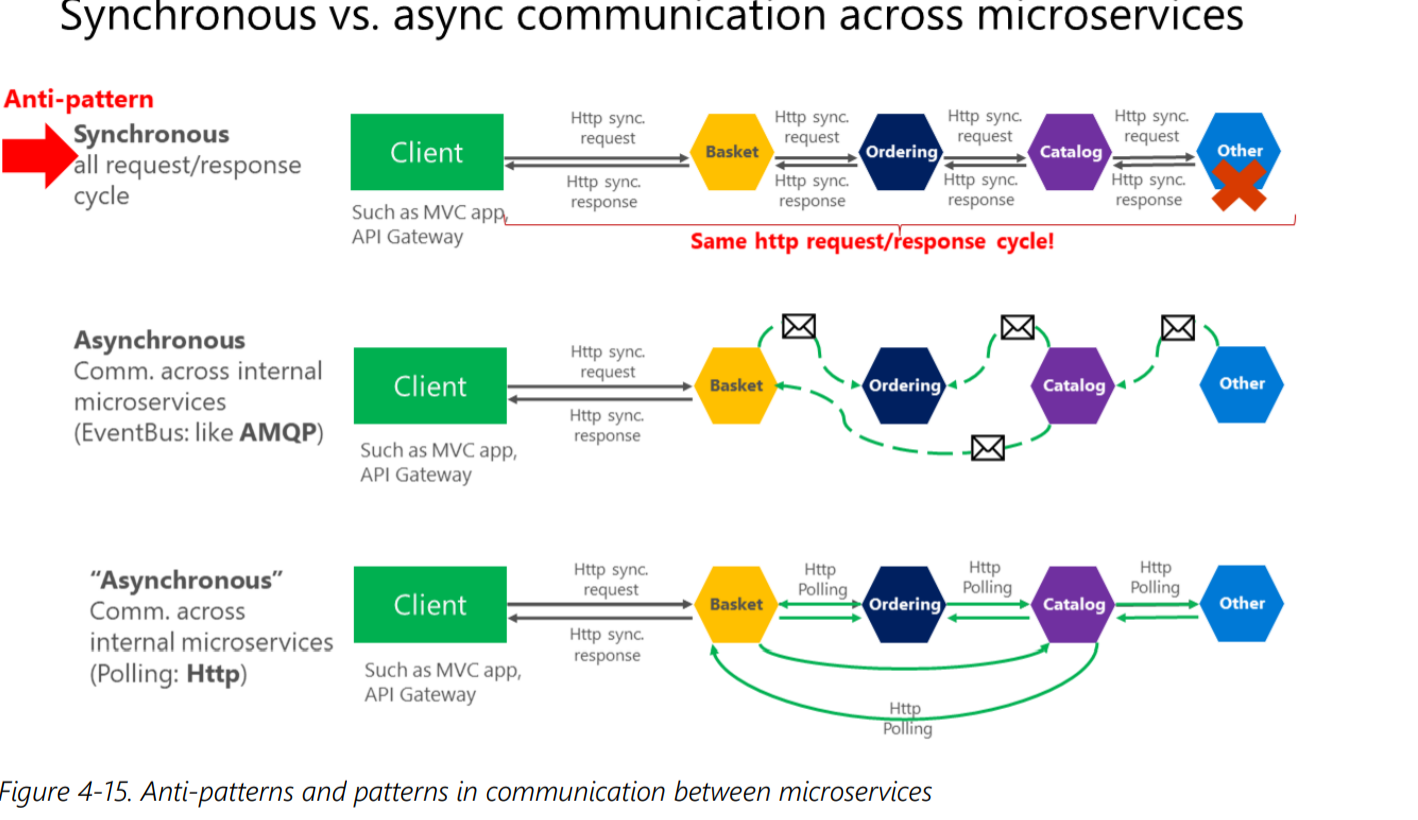 Synchronous vs. async communication across microservices
Anti-pattern
Synchronous
all request/response
cycle
Client
Such as MVC app,
API Gateway
Http sync.
request
Http sync.
response
Basket
Http sync.
request
Http sync.
response
Ordering
Http sync.
request
Http sync.
response
Catalog
Http sync.
request
Http sync.
response
Other
Same http request/response cycle!
Asynchronous
Comm. across internal
microservices
(EventBus: like AMQP)
Client
Such as MVC app,
API Gateway
Http sync.
request
Http sync.
response
Basket
Ordering
Catalog
Other
“Asynchronous”
Comm. across
internal microservices
(Polling: Http)
Client
Such as MVC app,
API Gateway
Http sync.
request
Http sync.
response
Basket
Http
Polling
Ordering
Http
Polling
Catalog
Http
Polling
Other
Http
Polling
Figure 4-15. Anti-patterns and patterns in communication between microservices